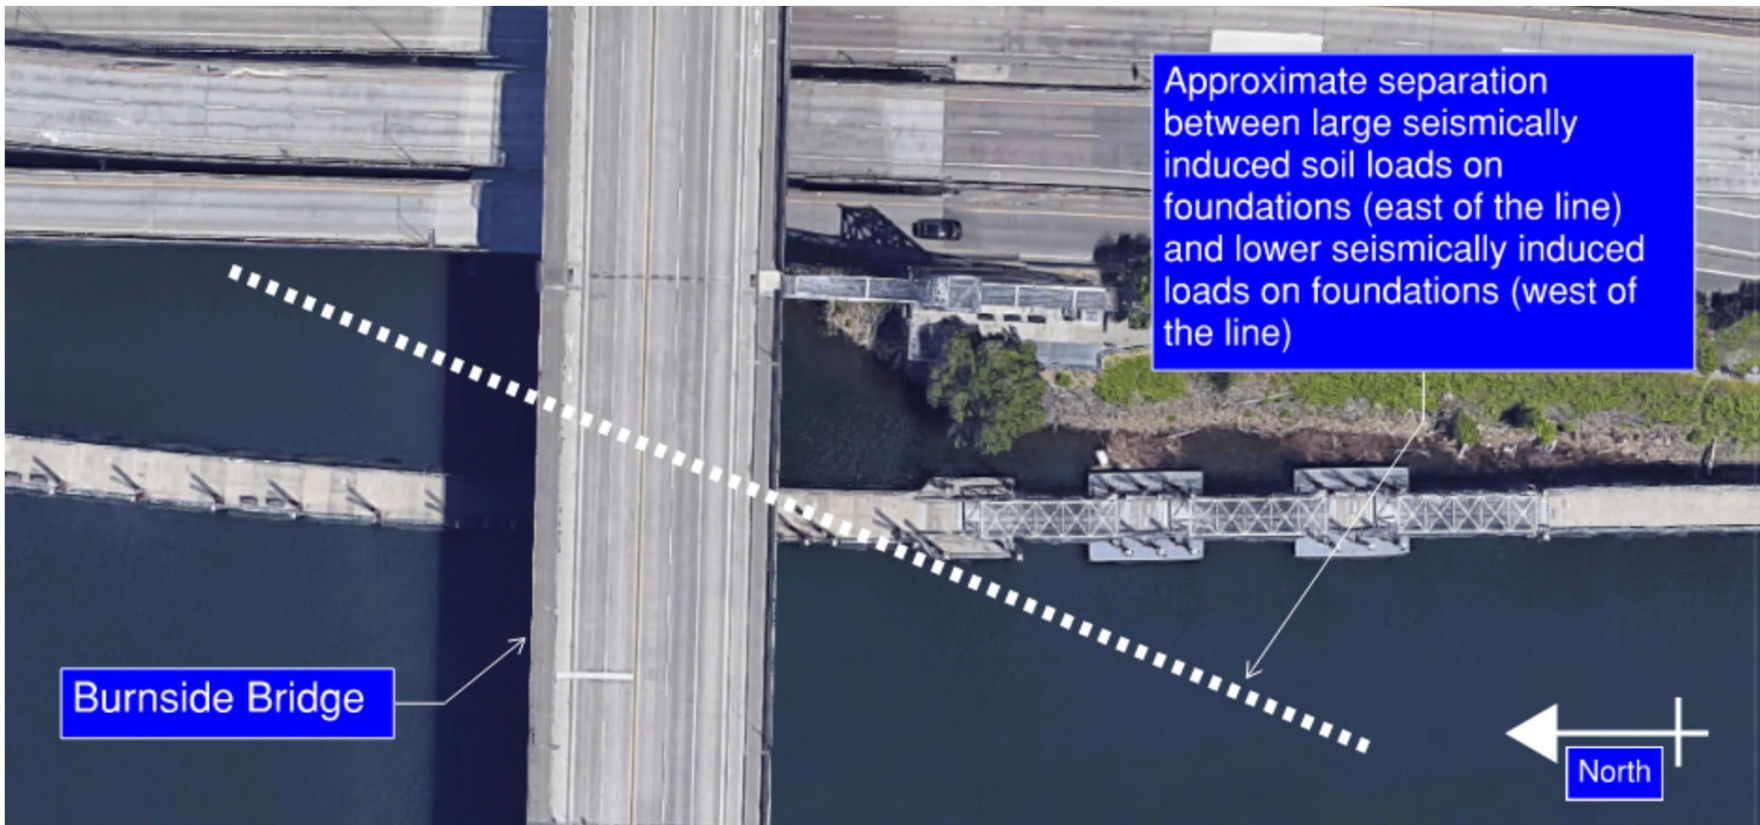 Approximate separation
between large seismically
induced soil loads on
foundations (east of the line)
and lower seismically induced
loads on foundations (west of
the line)
Burnside Bridge
North